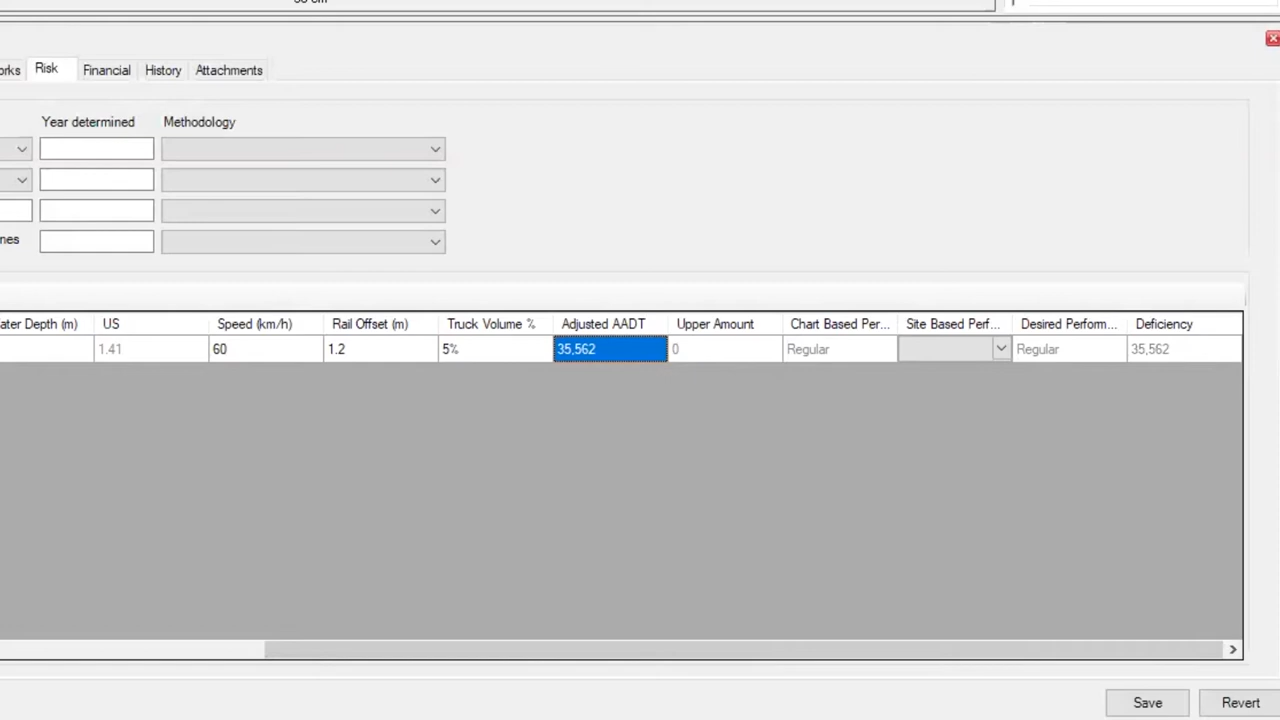 Risk Financial History Attachments
Year determined Methodology
nes
ater Depth (m) US Speed (km/h) Rail Offset (m) Truck Volume % Adjusted AADT Upper Amount Chart Based Per... Site Based Perf... Desired Perform... Deficiency
1.41 60 1.2 5% 35,562 0 Regular Regular 35,562
Save Revert